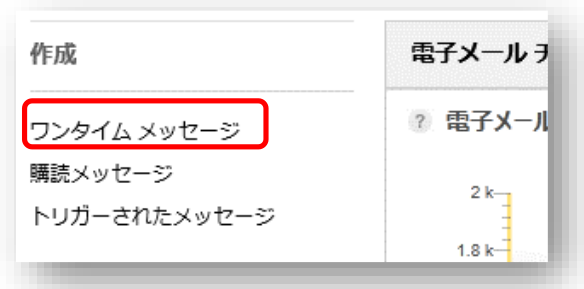 作成
ワンタイム メッセージ
購読メッセージ
トリガーされたメッセージ
電子メール チ
? 電子メール
2 k
1.8 k